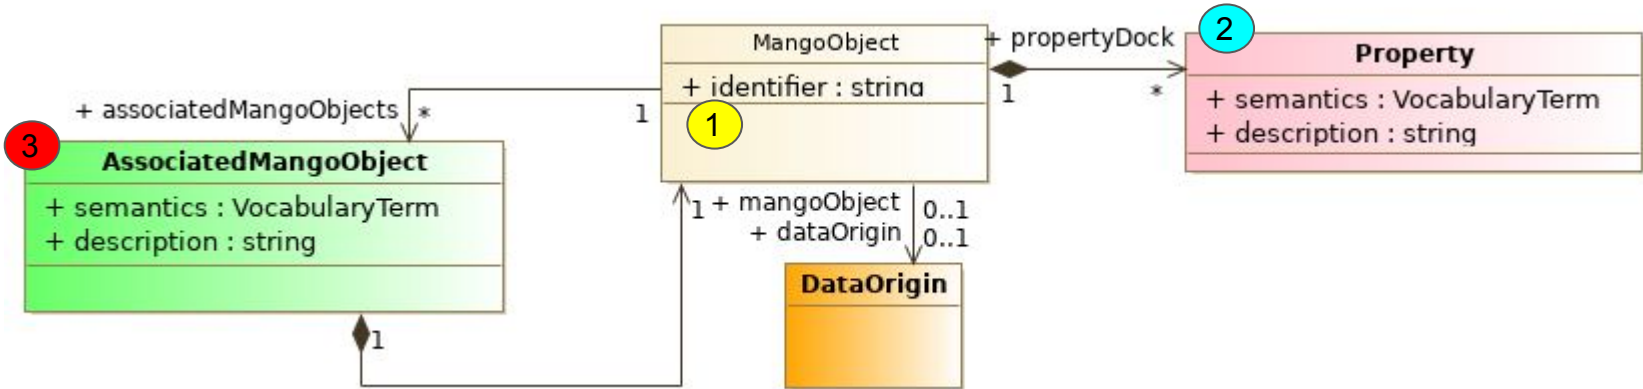 MangoObject
+ identifier : string
1
+ propertyDock
1
*
2
Property
+ semantics : VocabularyTerm
+ description : string
1
+ associatedMangoObjects
*
3
AssociatedMangoObject
+ semantics : VocabularyTerm
+ description : string
1
1
+ mangoObject
0..1
+ dataOrigin
0..1
DataOrigin
1